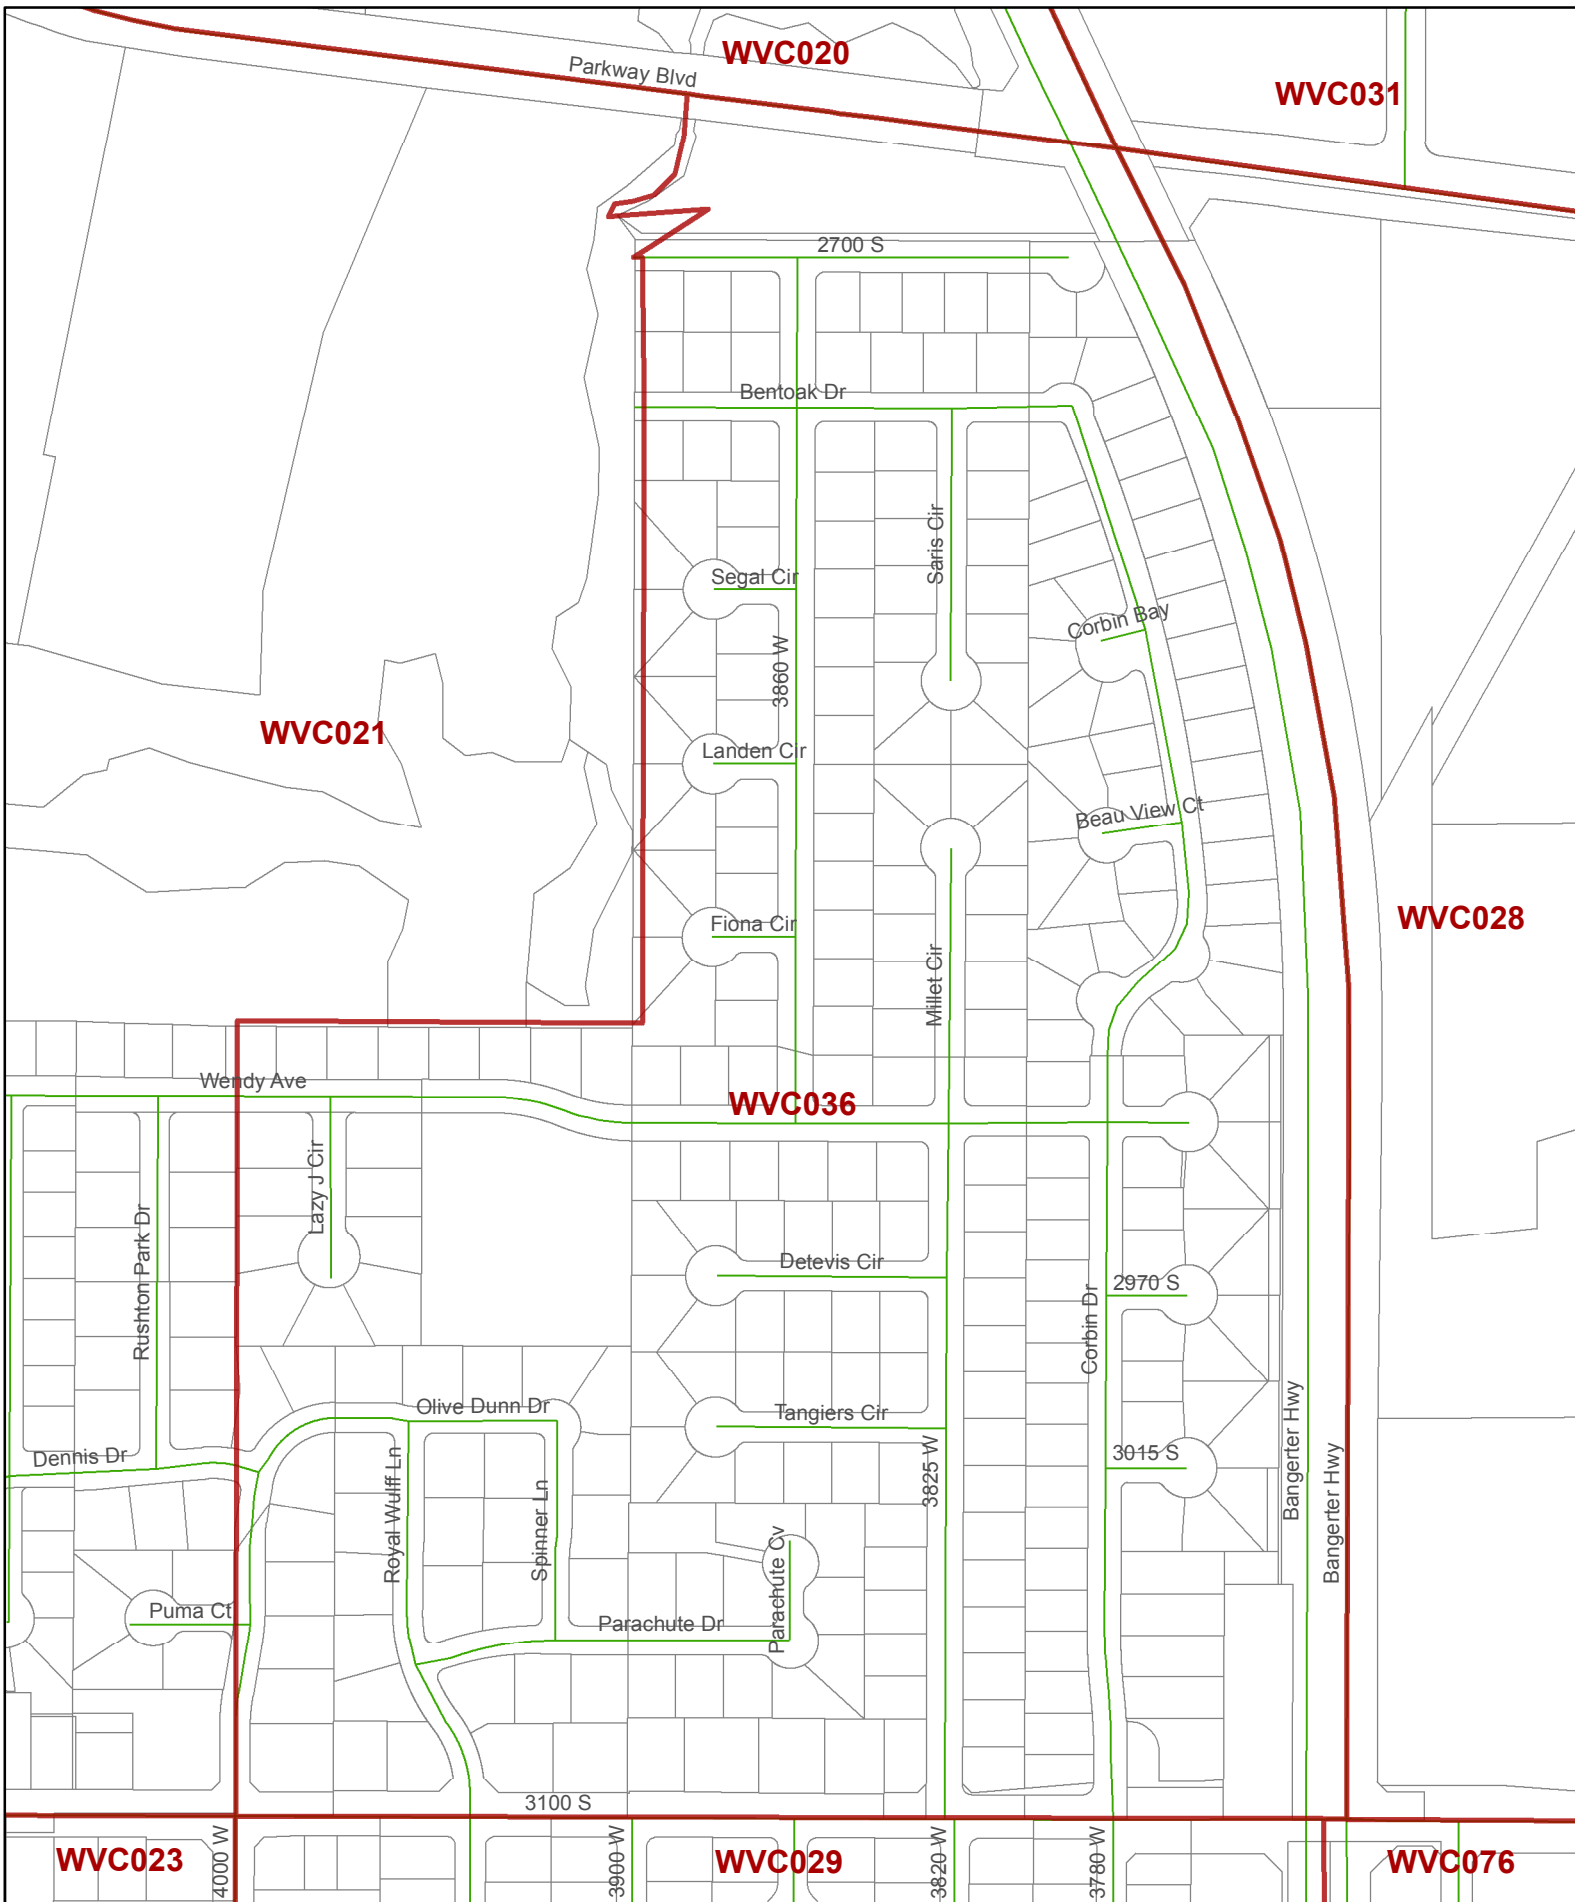 WVC020
Parkway Blvd
WVC031
2700 S
Bentoak Dr
Saris Cir
Segal Cir
Corbin Bay
3860 W
WVC021
Landen Cir
Beau View Ct
WVC028
Fiona Cir
Millet Cir
Wendy Ave
WVC036
Lazy J Cir
Rushton Park Dr
Detevis Cir
2970 S
Corbin Dr
Olive Dunn Dr
Tangiers Cir
Bangerter Hwy
Dennis Dr
Royal Wulff Ln
Spinner Ln
3825 W
3015 S
Bangerter Hwy
Parachute Cv
Puma Ct
Parachute Dr
3100 S
WVC023
4000 W
3900 W
WVC029
3820 W
3780 W
WVC076